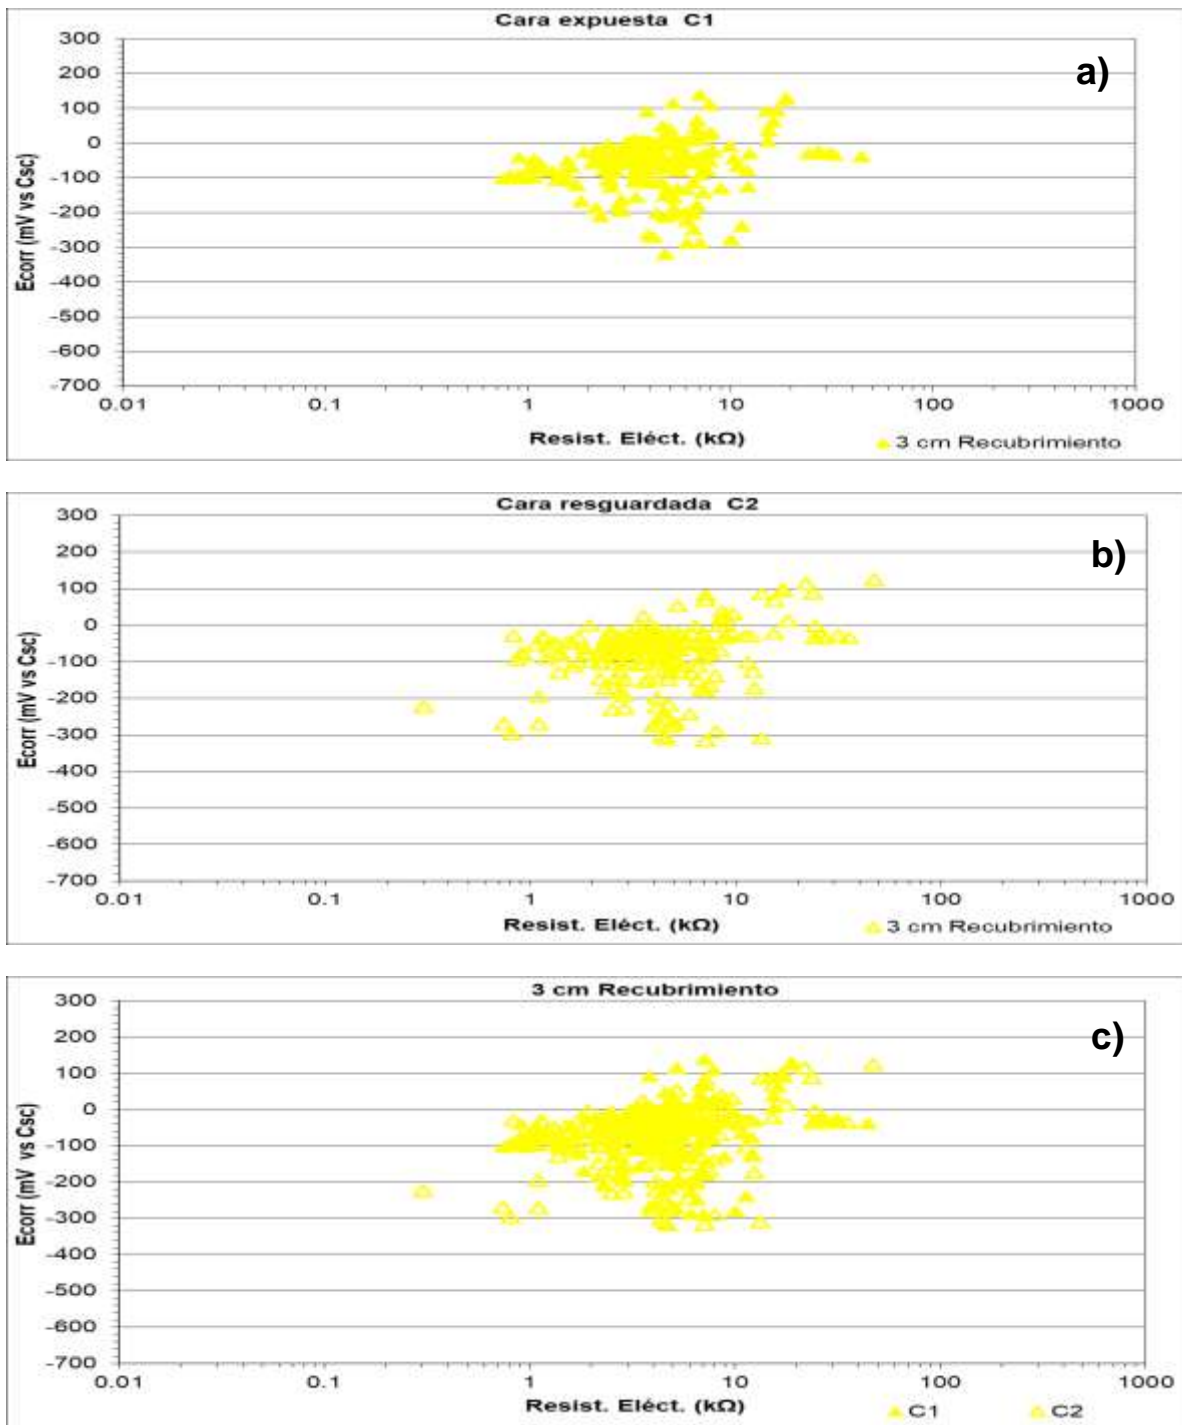 Cara expuesta C1
a)
300
200
100
0
-100
-200
-300
-400
-500
-600
-700
Ecorr (mV vs Csc)
0.01 0.1 1 10 100 1000
Resist. Eléct. (kΩ)
3 cm Recubrimiento
Cara resguardada C2
b)
300
200
100
0
-100
-200
-300
-400
-500
-600
-700
Ecorr (mV vs Csc)
0.01 0.1 1 10 100 1000
Resist. Eléct. (kΩ)
3 cm Recubrimiento
3 cm Recubrimiento
c)
300
200
100
0
-100
-200
-300
-400
-500
-600
-700
Ecorr (mV vs Csc)
0.01 0.1 1 10 100 1000
Resist. Eléct. (kΩ)
C1 C2